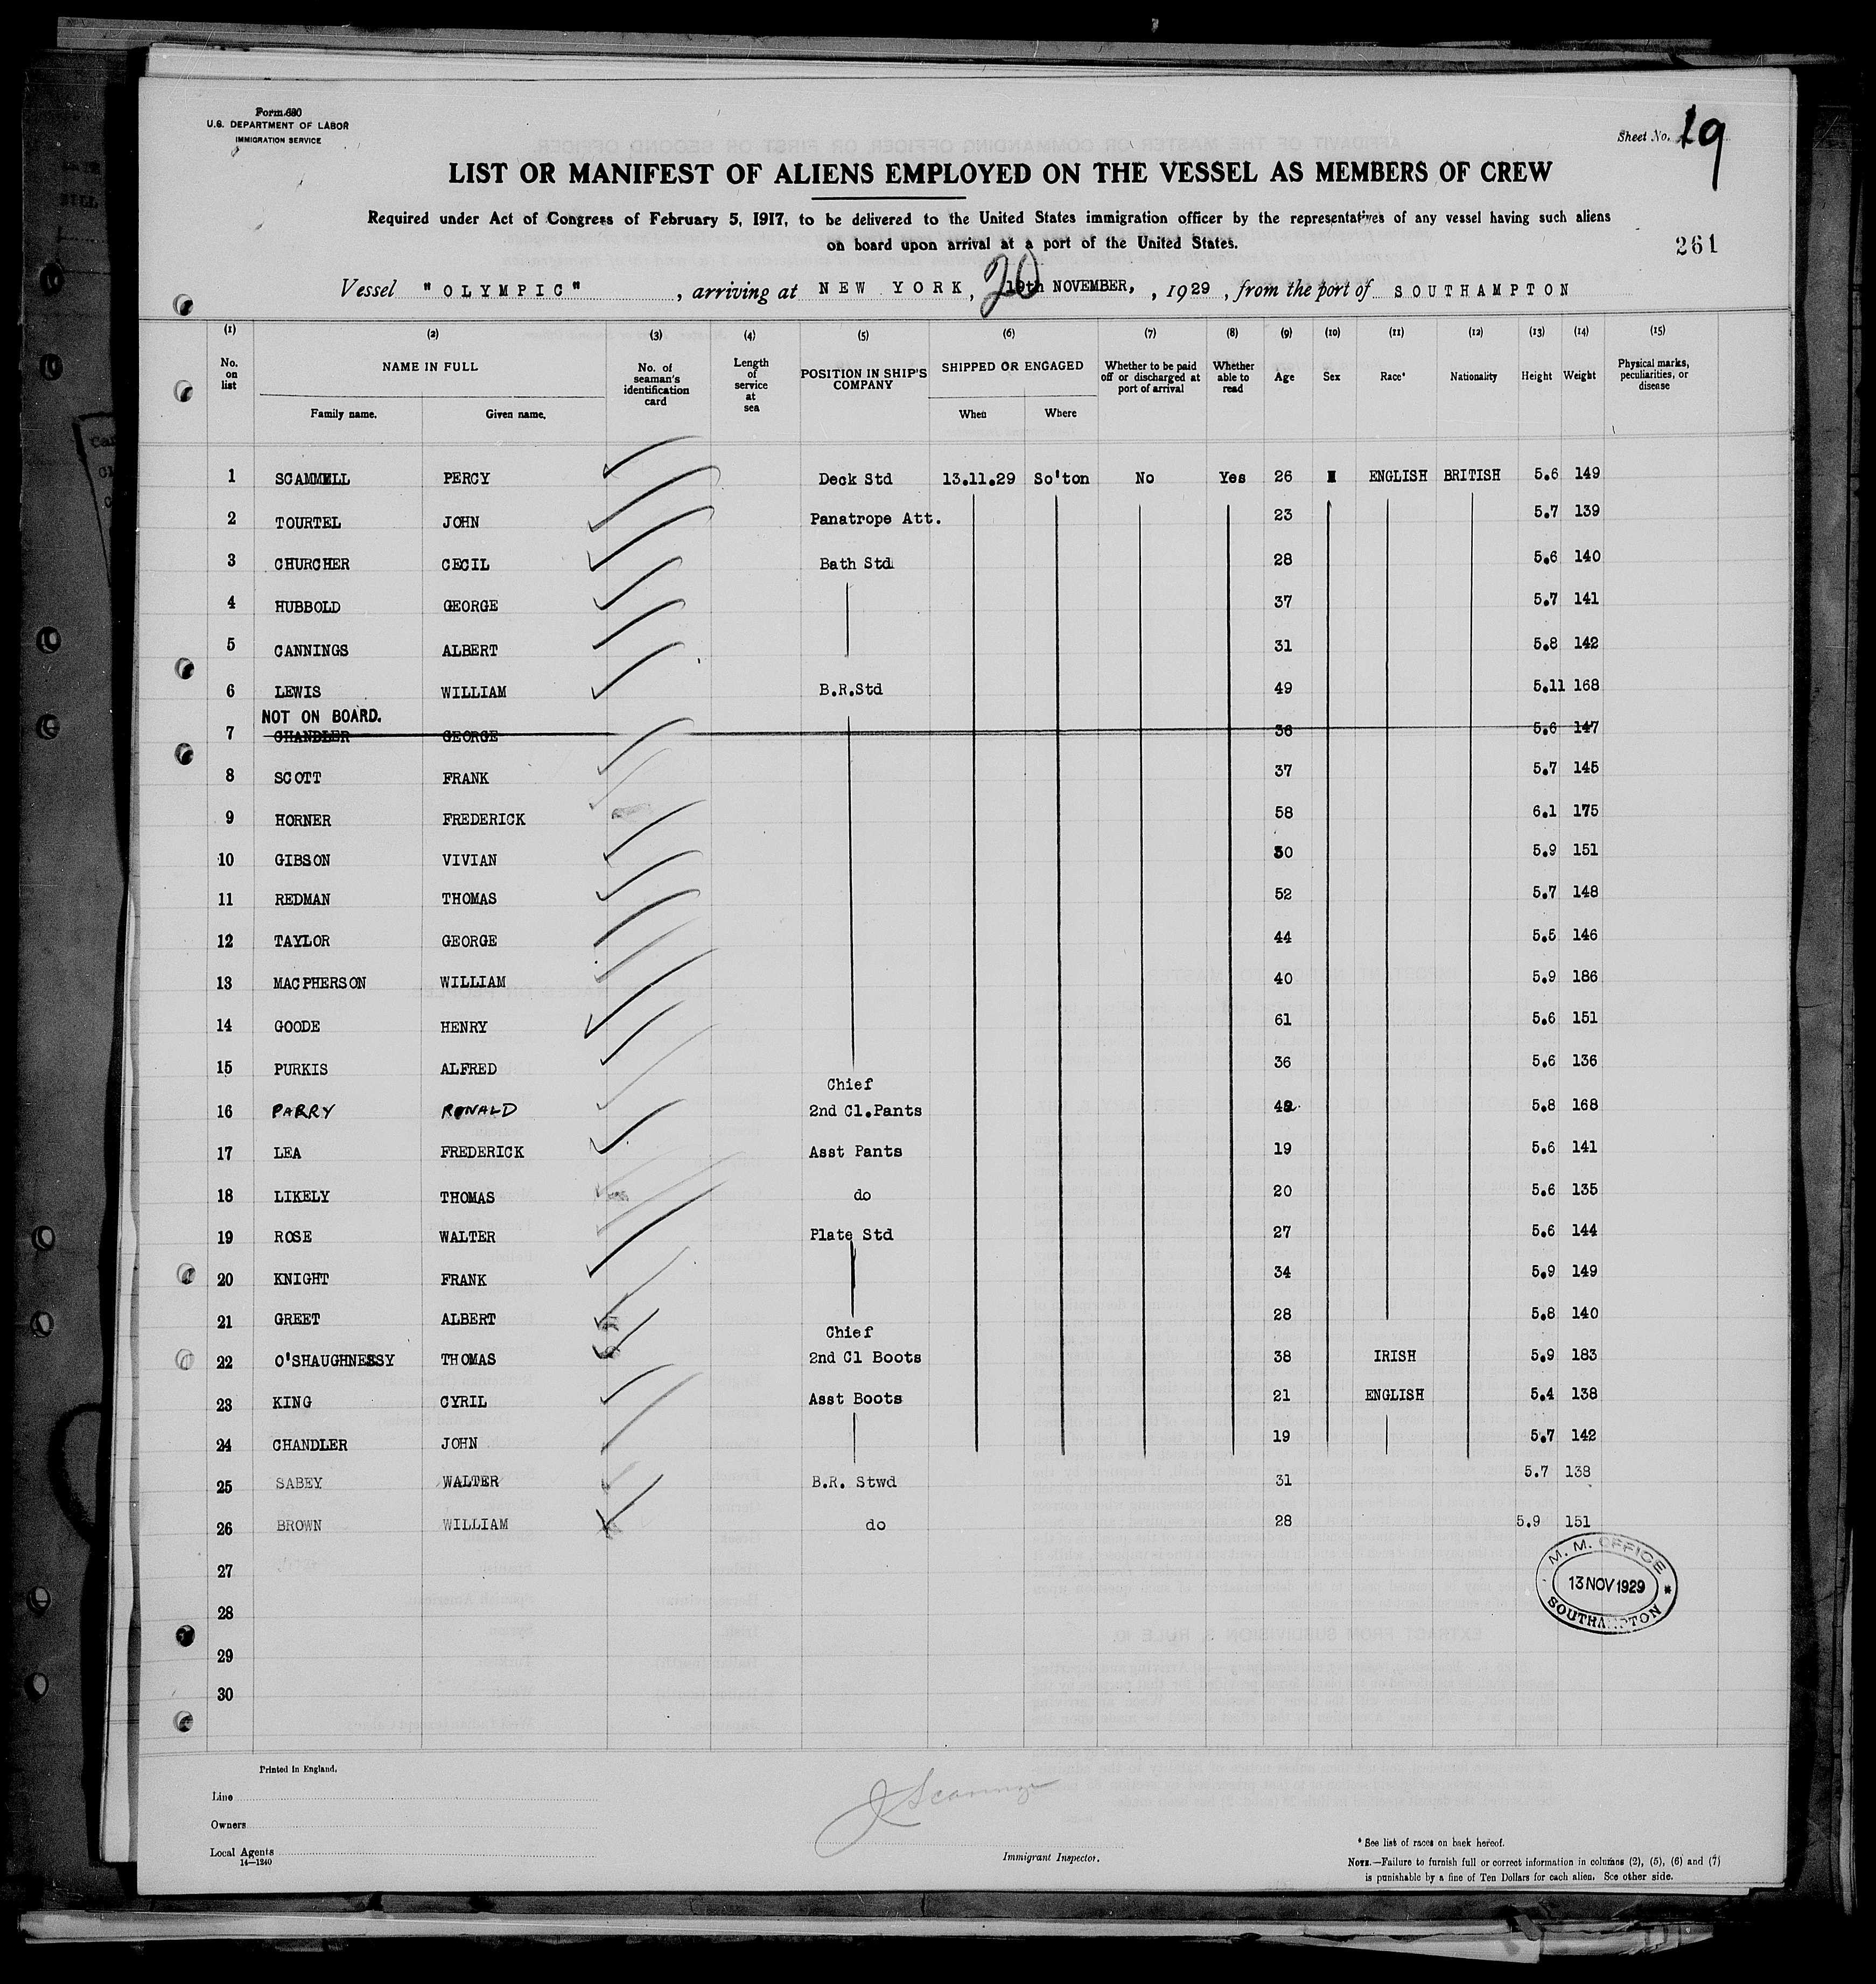 Form 680
U.S. DEPARTMENT OF LABOR
IMMIGRATION SERVICE
Sheet No. 19
LIST OR MANIFEST OF ALIENS EMPLOYED ON THE VESSEL AS MEMBERS OF CREW
Required under Act of Congress of February 5, 1917, to be delivered to the United States immigration officer by the representatives of any vessel having such aliens
on board upon arrival at a port of the United States.
261
Vessel "OLYMPIC", arriving at NEW YORK, 20 19th NOVEMBER, , 1929, from the port of SOUTHAMPTON
(1) (2) (3) (4) (5) (6) (7) (8) (9) (10) (11) (12) (13) (14) (15)
No. on list NAME IN FULL Family name. Given name. No. of seaman's identification card Length of service at sea POSITION IN SHIP'S COMPANY SHIPPED OR ENGAGED When Where Whether to be paid off or discharged at port of arrival Whether able to read Age Sex Race* Nationality Height Weight Physical marks, peculiarities, or disease
1 SCAMMELL PERCY Deck Std 13.11.29 So'ton No Yes 26 M ENGLISH BRITISH 5.6 149
2 TOURTEL JOHN Panatrope Att. 23 5.7 139
3 CHURCHER CECIL Bath Std 28 5.6 140
4 HUBBOLD GEORGE 37 5.7 141
5 CANNINGS ALBERT 31 5.8 142
6 LEWIS WILLIAM B.R.Std 49 5.11 168
NOT ON BOARD.
7 CHANDLER GEORGE 36 5.6 147
8 SCOTT FRANK 37 5.7 145
9 HORNER FREDERICK 58 6.1 175
10 GIBSON VIVIAN 30 5.9 151
11 REDMAN THOMAS 52 5.7 148
12 TAYLOR GEORGE 44 5.5 146
13 MACPHERSON WILLIAM 40 5.9 186
14 GOODE HENRY 61 5.6 151
15 PURKIS ALFRED 36 5.6 136
Chief
16 PARRY RONALD 2nd Cl.Pants 42 5.8 168
17 LEA FREDERICK Asst Pants 19 5.6 141
18 LIKELY THOMAS do 20 5.6 135
19 ROSE WALTER Plate Std 27 5.6 144
20 KNIGHT FRANK 34 5.9 149
21 GREET ALBERT 28 5.8 140
Chief
22 O'SHAUGHNESSY THOMAS 2nd Cl Boots 38 IRISH 5.9 183
23 KING CYRIL Asst Boots 21 ENGLISH 5.4 138
24 CHANDLER JOHN 19 5.7 142
25 SABEY WALTER B.R. Stwd 31 5.7 138
26 BROWN WILLIAM do 28 5.9 151
27
28
29
30
M. M. OFFICE
13 NOV 1929
SOUTHAMPTON
Printed in England.
Line
Owners
Local Agents
14—1240
Immigrant Inspector.
* See list of races on back hereof.
NOTE.—Failure to furnish full or correct information in columns (2), (5), (6) and (7)
is punishable by a fine of Ten Dollars for each alien. See other side.